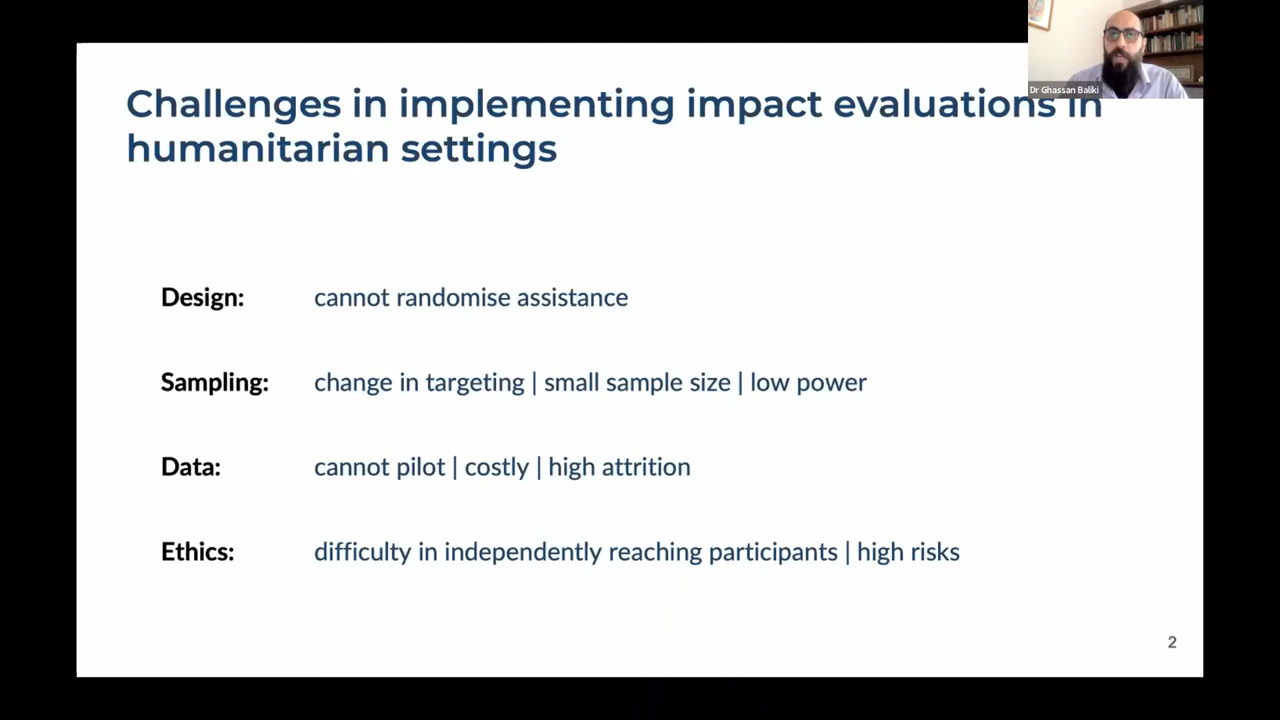 Dr Ghassan Baliki
Challenges in implementing impact evaluations in
humanitarian settings
Design: cannot randomise assistance
Sampling: change in targeting | small sample size | low power
Data: cannot pilot | costly | high attrition
Ethics: difficulty in independently reaching participants | high risks
2